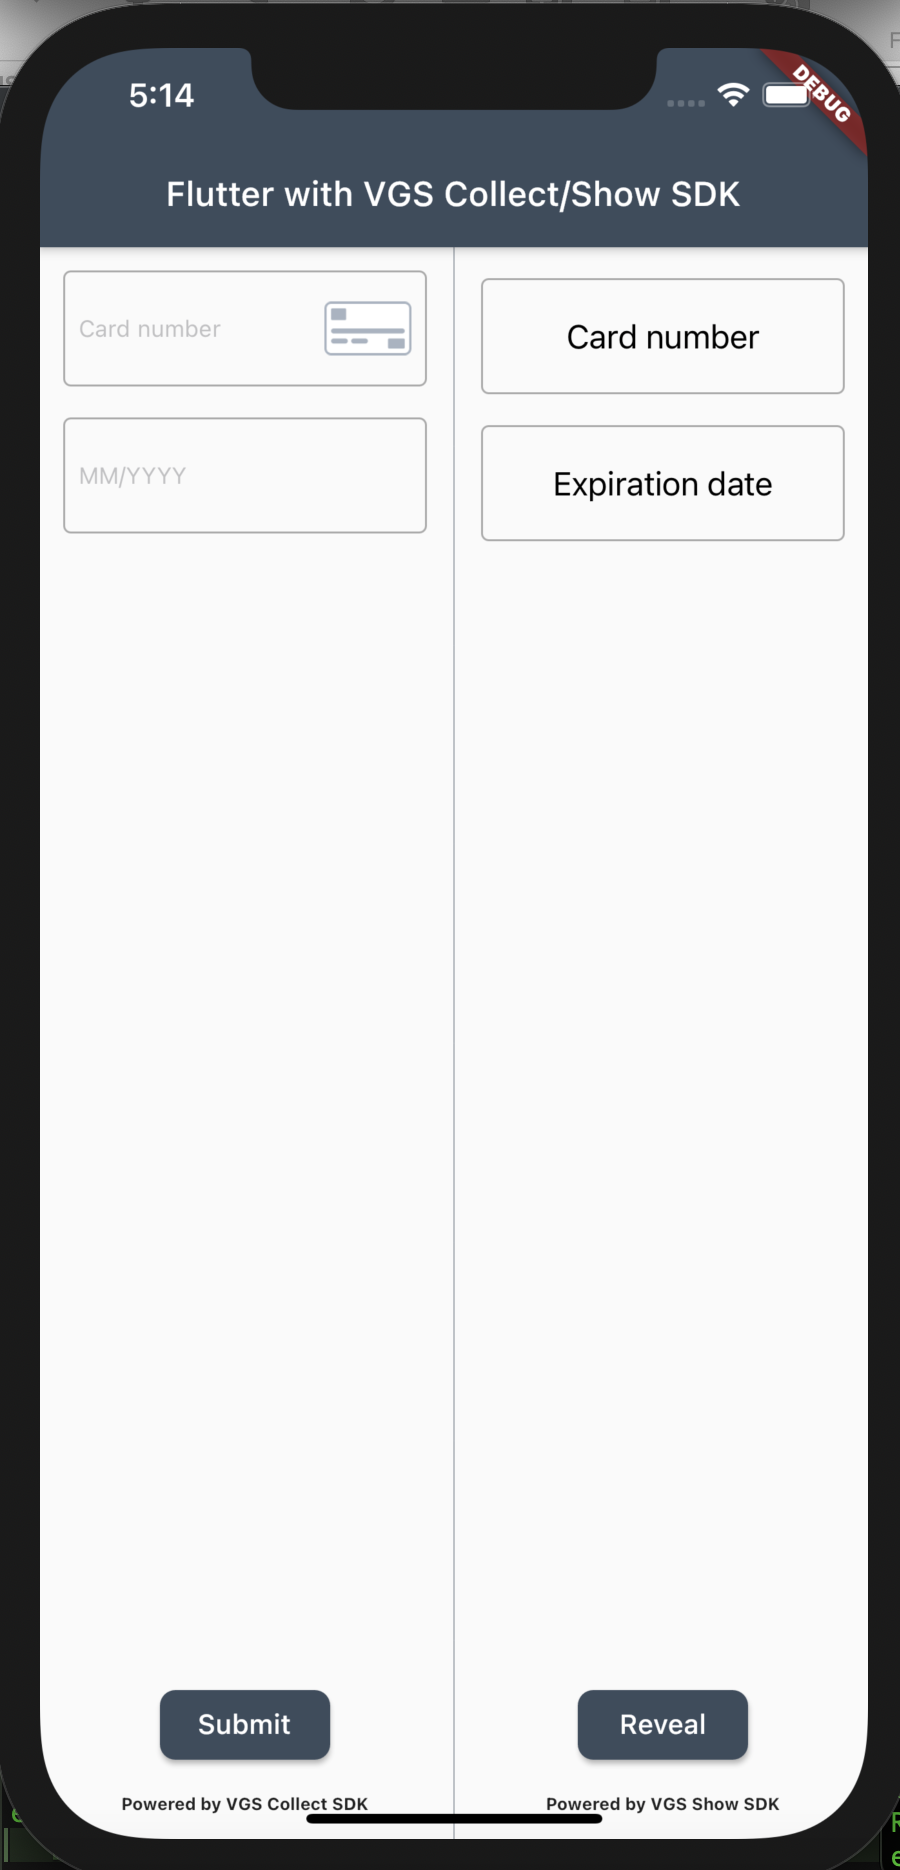 5:14
DEBUG
Flutter with VGS Collect/Show SDK
Card number
MM/YYYY
Card number
Expiration date
Submit
Powered by VGS Collect SDK
Reveal
Powered by VGS Show SDK